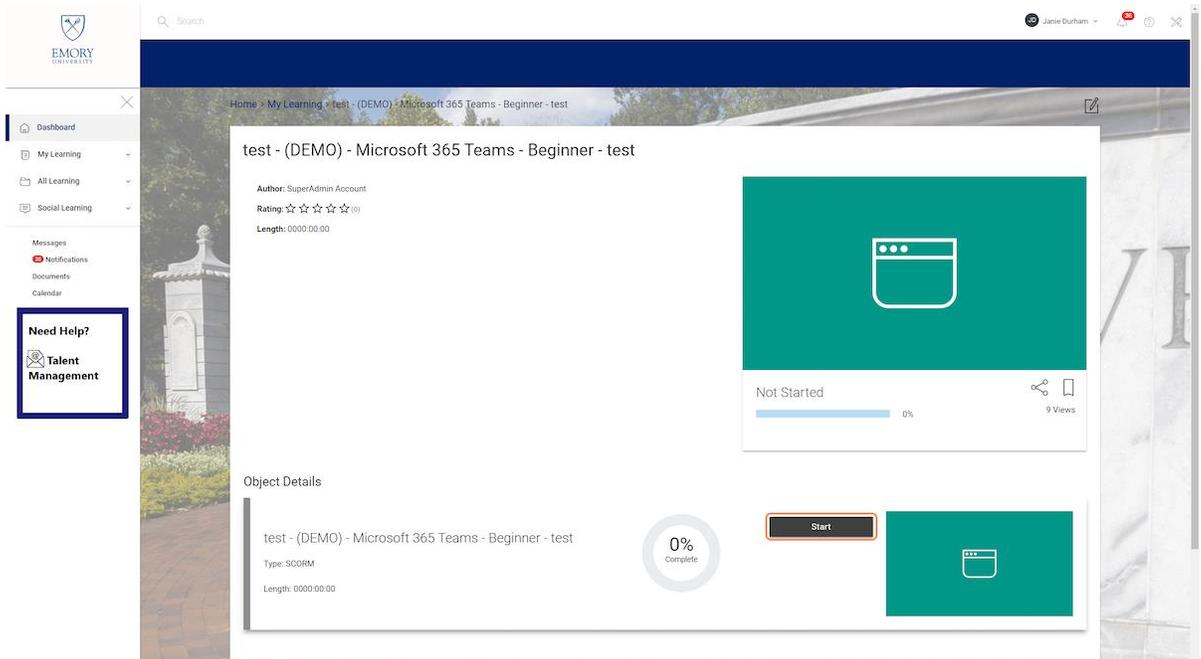 EMORY
UNIVERSITY
Search
JD Janie Durham
36
Dashboard
My Learning
All Learning
Social Learning
Messages
Notifications
Documents
Calendar
Need Help?
Talent
Management
Home › My Learning › test - (DEMO) - Microsoft 365 Teams - Beginner - test
test - (DEMO) - Microsoft 365 Teams - Beginner - test
Author: SuperAdmin Account
Rating: (0)
Length: 0000:00:00
Not Started
0%
9 Views
Object Details
test - (DEMO) - Microsoft 365 Teams - Beginner - test
Type: SCORM
Length: 0000:00:00
0%
Complete
Start